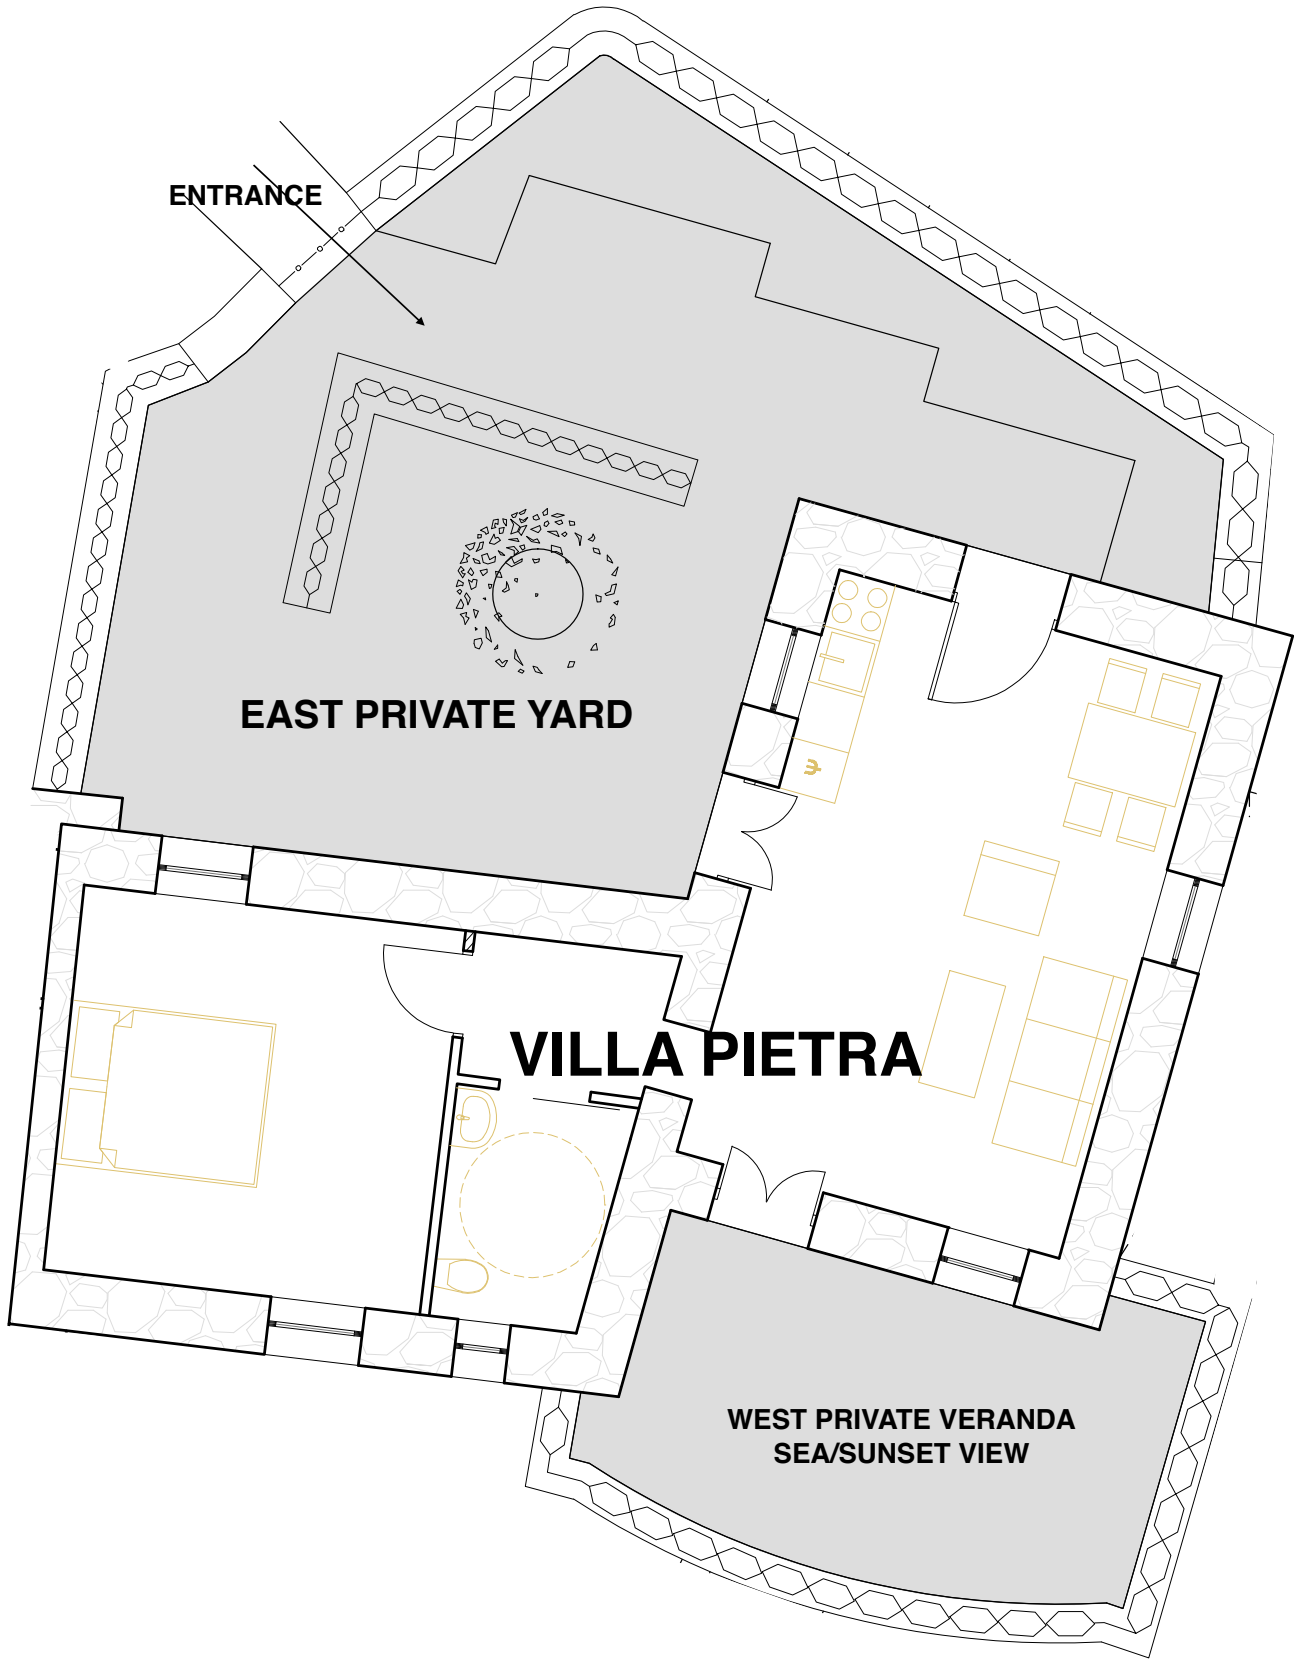 ENTRANCE
EAST PRIVATE YARD
VILLA PIETRA
WEST PRIVATE VERANDA
SEA/SUNSET VIEW